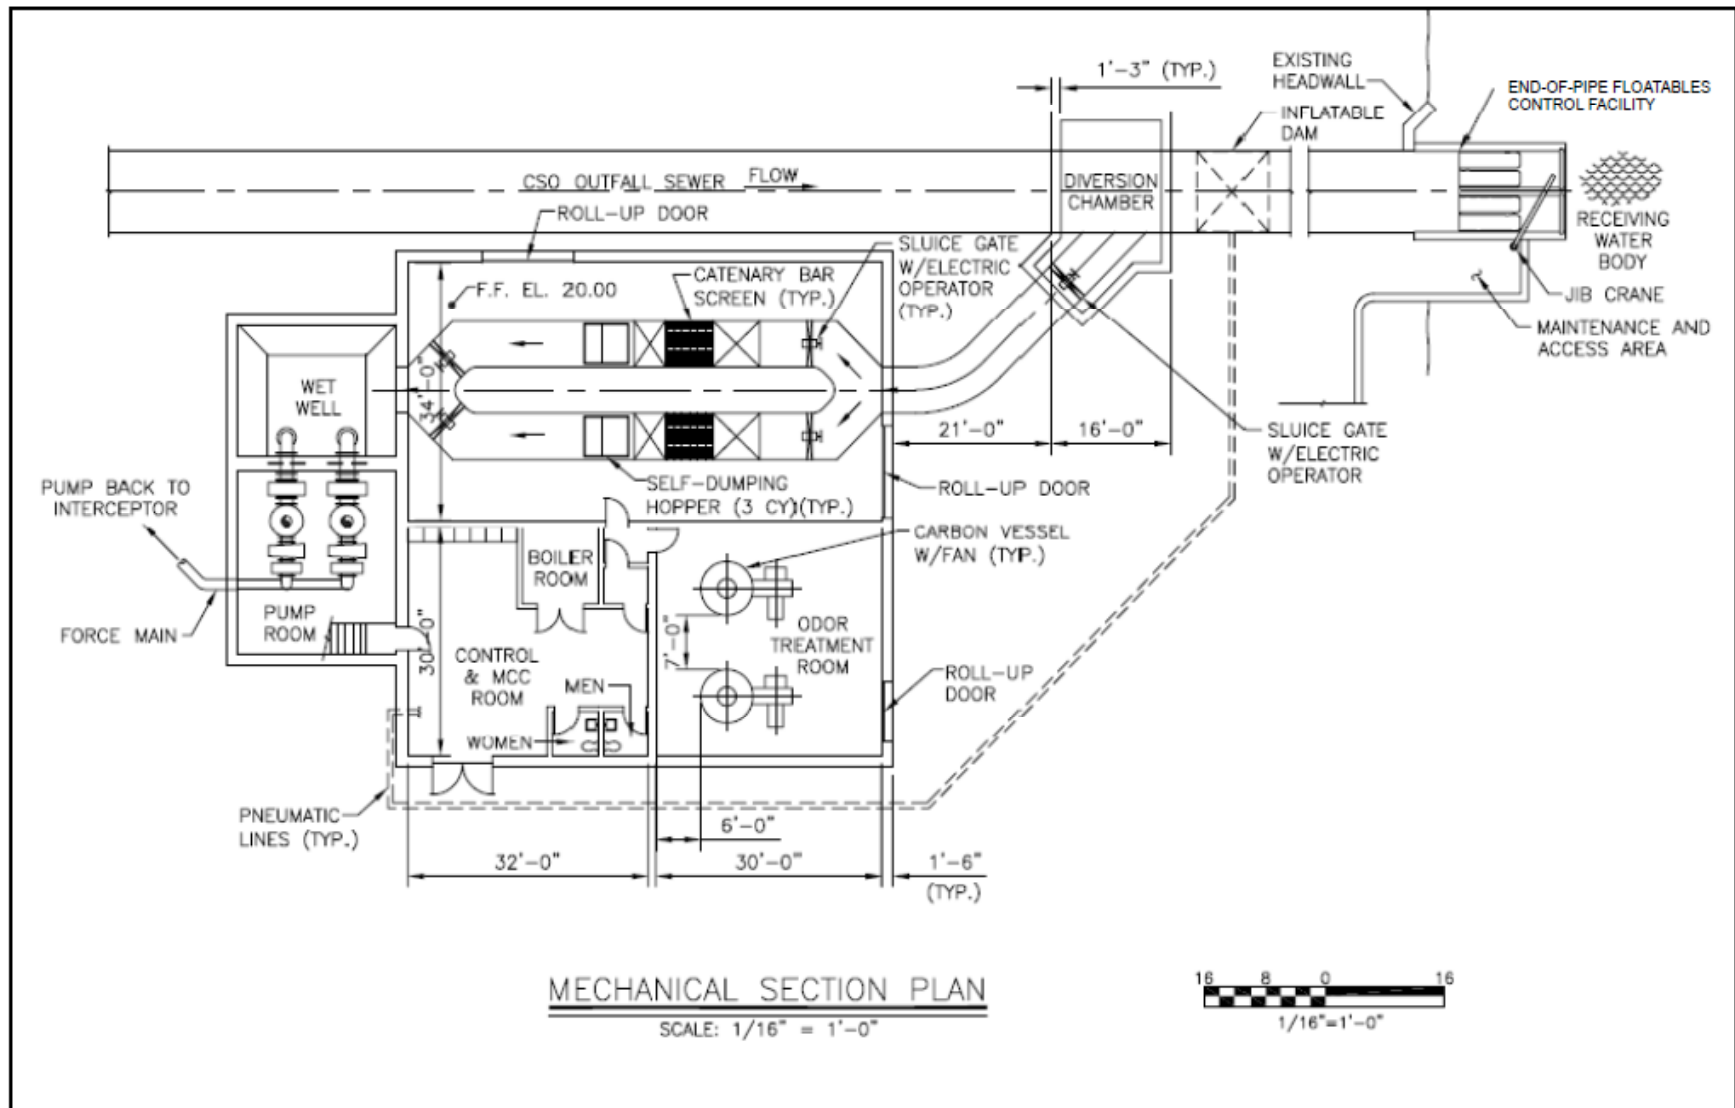 1'-3" (TYP.)
EXISTING
HEADWALL
END-OF-PIPE FLOATABLES
CONTROL FACILITY
INFLATABLE
DAM
CSO OUTFALL SEWER
FLOW
DIVERSION
CHAMBER
RECEIVING
WATER
BODY
ROLL-UP DOOR
SLUICE GATE
W/ELECTRIC
OPERATOR
(TYP.)
CATENARY BAR
SCREEN (TYP.)
F.F. EL. 20.00
JIB CRANE
MAINTENANCE AND
ACCESS AREA
WET
WELL
34'-0"
21'-0"
16'-0"
SLUICE GATE
W/ELECTRIC
OPERATOR
PUMP BACK TO
INTERCEPTOR
SELF-DUMPING
HOPPER (3 CY)(TYP.)
ROLL-UP DOOR
CARBON VESSEL
W/FAN (TYP.)
BOILER
ROOM
PUMP
ROOM
FORCE MAIN
30'-0"
CONTROL
& MCC
ROOM
7'-0"
ODOR
TREATMENT
ROOM
MEN
ROLL-UP
DOOR
WOMEN
PNEUMATIC
LINES (TYP.)
6'-0"
32'-0"
30'-0"
1'-6"
(TYP.)
MECHANICAL SECTION PLAN
SCALE: 1/16" = 1'-0"
16 8 0 16
1/16"=1'-0"